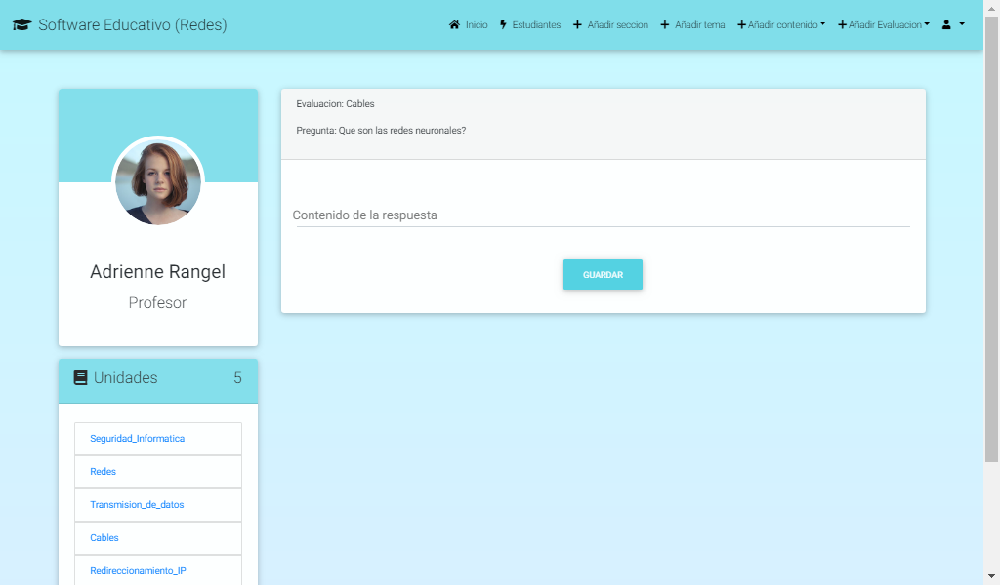 Software Educativo (Redes)
Inicio
Estudiantes
Añadir seccion
Añadir tema
Añadir contenido
Añadir Evaluacion
Adrienne Rangel
Profesor
Unidades 5
Seguridad_Informatica
Redes
Transmision_de_datos
Cables
Redireccionamiento_IP
Evaluacion: Cables
Pregunta: Que son las redes neuronales?
Contenido de la respuesta
GUARDAR